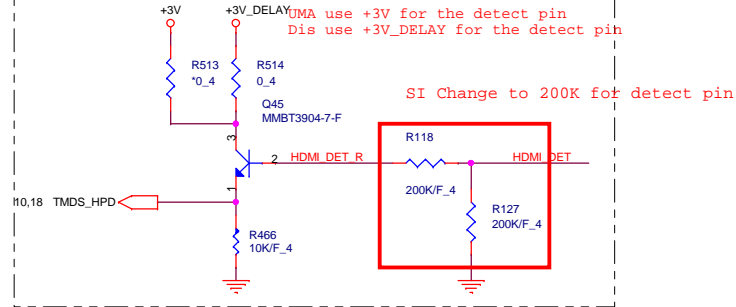 +3V
+3V_DELAY
UMA use +3V for the detect pin
Dis use +3V_DELAY for the detect pin
R513
*0_4
R514
0_4
SI Change to 200K for detect pin
Q45
MMBT3904-7-F
3
2
1
HDMI_DET_R
R118
200K/F_4
HDMI_DET
R127
200K/F_4
10,18 TMDS_HPD
R466
10K/F_4